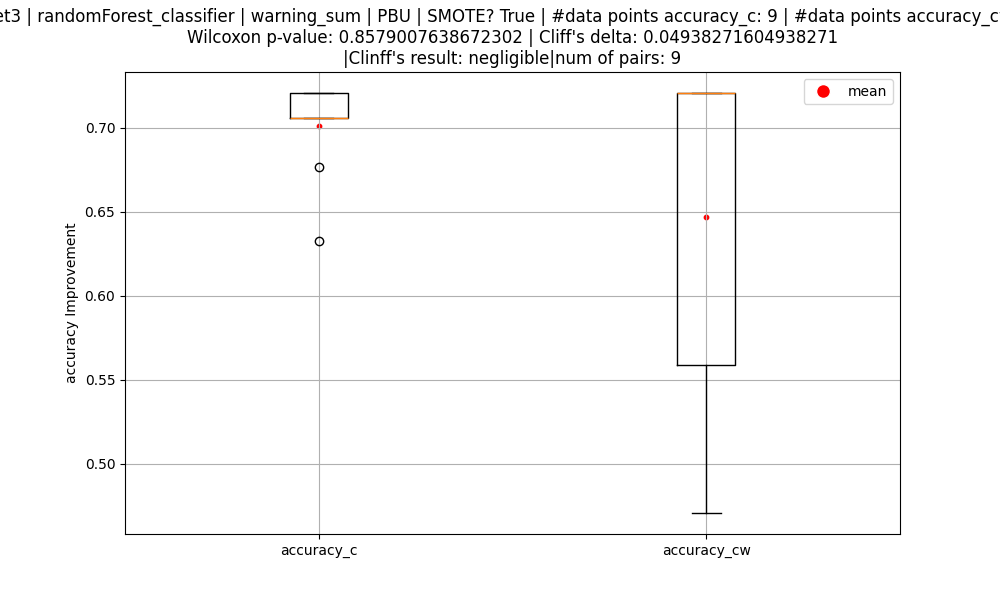 et3 | randomForest_classifier | warning_sum | PBU | SMOTE? True | #data points accuracy_c: 9 | #data points accuracy_c
Wilcoxon p-value: 0.8579007638672302 | Cliff's delta: 0.04938271604938271
|Clinff's result: negligible|num of pairs: 9
mean
0.70
0.65
0.60
0.55
0.50
accuracy Improvement
accuracy_c
accuracy_cw